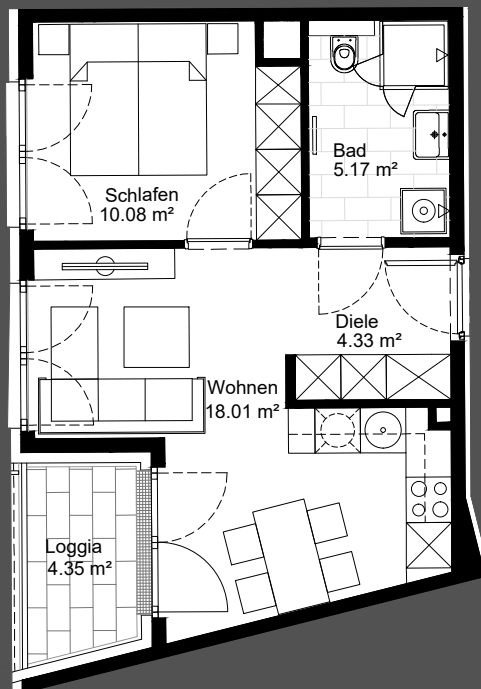 Bad
5.17 m²
Schlafen
10.08 m²
Diele
4.33 m²
Wohnen
18.01 m²
Loggia
4.35 m²